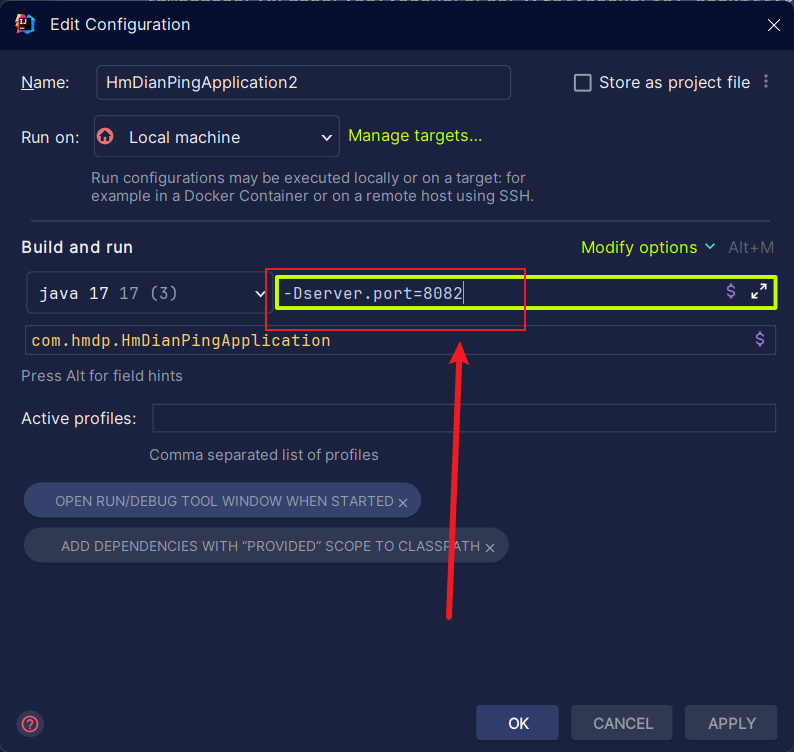 Edit Configuration
Name: HmDianPingApplication2 Store as project file
Run on: Local machine Manage targets...
Run configurations may be executed locally or on a target: for
example in a Docker Container or on a remote host using SSH.
Build and run Modify options Alt+M
java 17 17 (3) -Dserver.port=8082 $
com.hmdp.HmDianPingApplication $
Press Alt for field hints
Active profiles:
Comma separated list of profiles
OPEN RUN/DEBUG TOOL WINDOW WHEN STARTED ×
ADD DEPENDENCIES WITH “PROVIDED” SCOPE TO CLASSPATH ×
? OK CANCEL APPLY